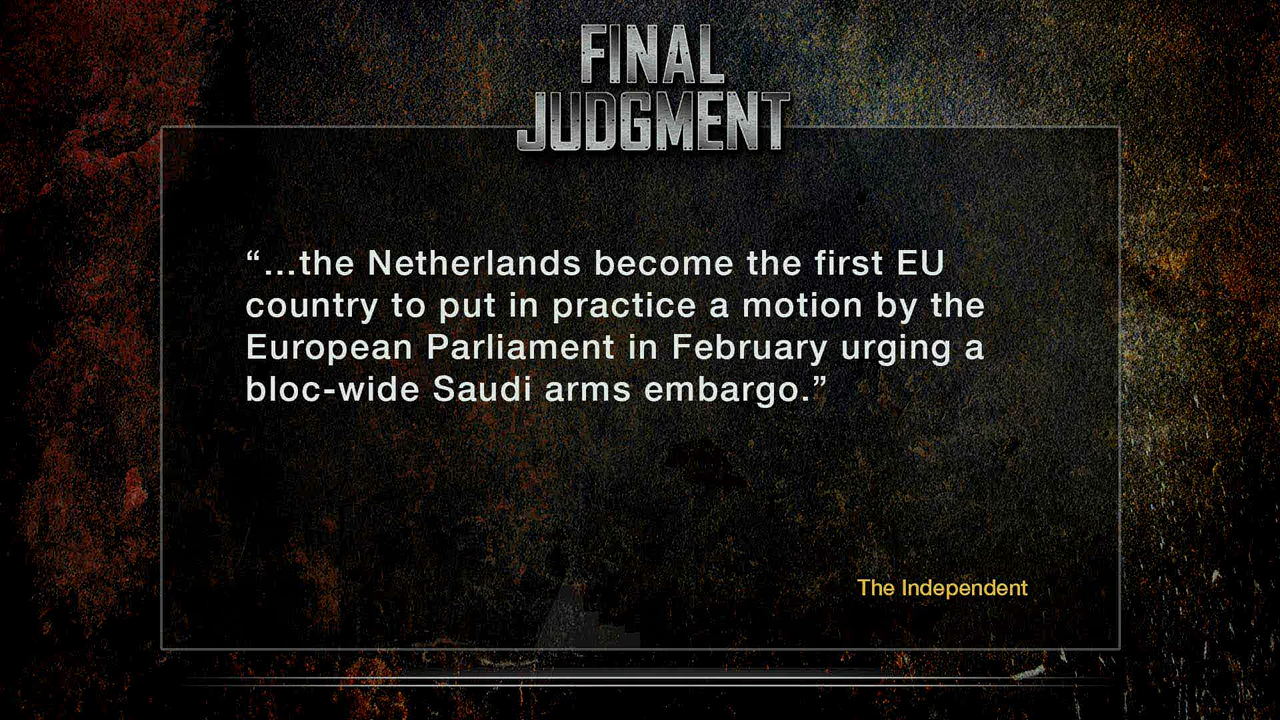 FINAL
JUDGMENT
“...the Netherlands become the first EU
country to put in practice a motion by the
European Parliament in February urging a
bloc-wide Saudi arms embargo.”
The Independent